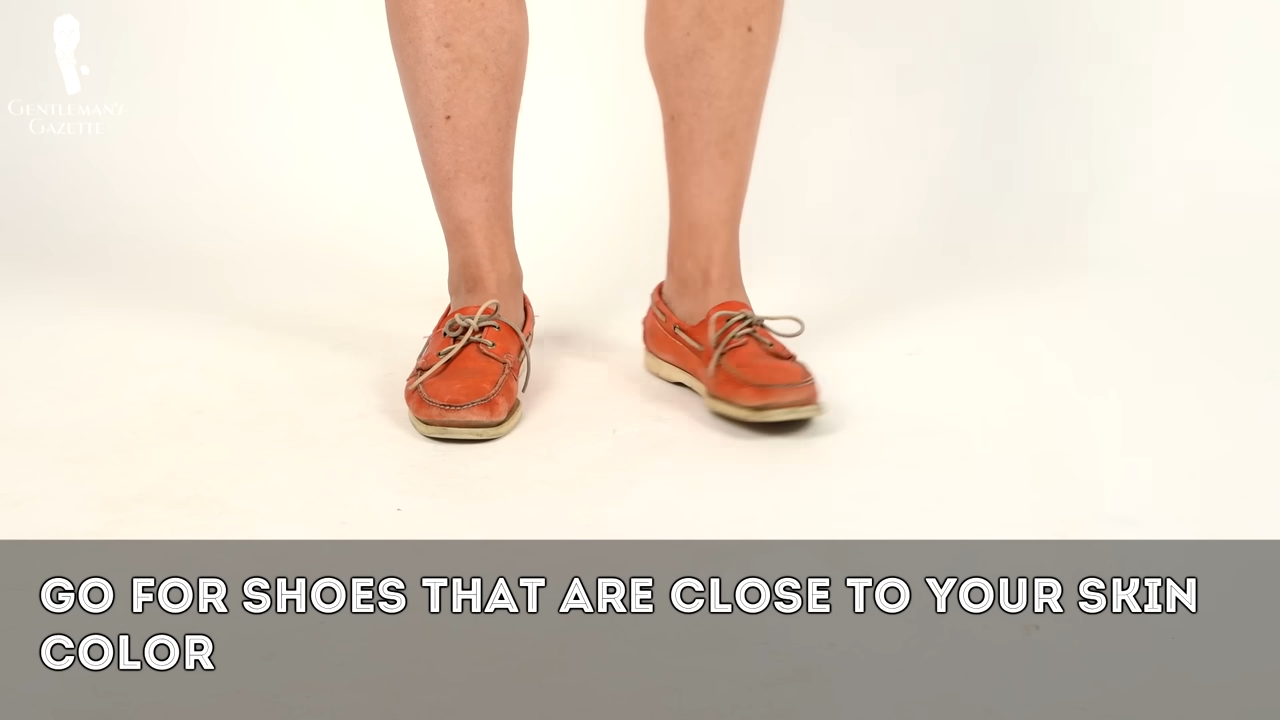 GENTLEMAN'S
GAZETTE
GO FOR SHOES THAT ARE CLOSE TO YOUR SKIN
COLOR